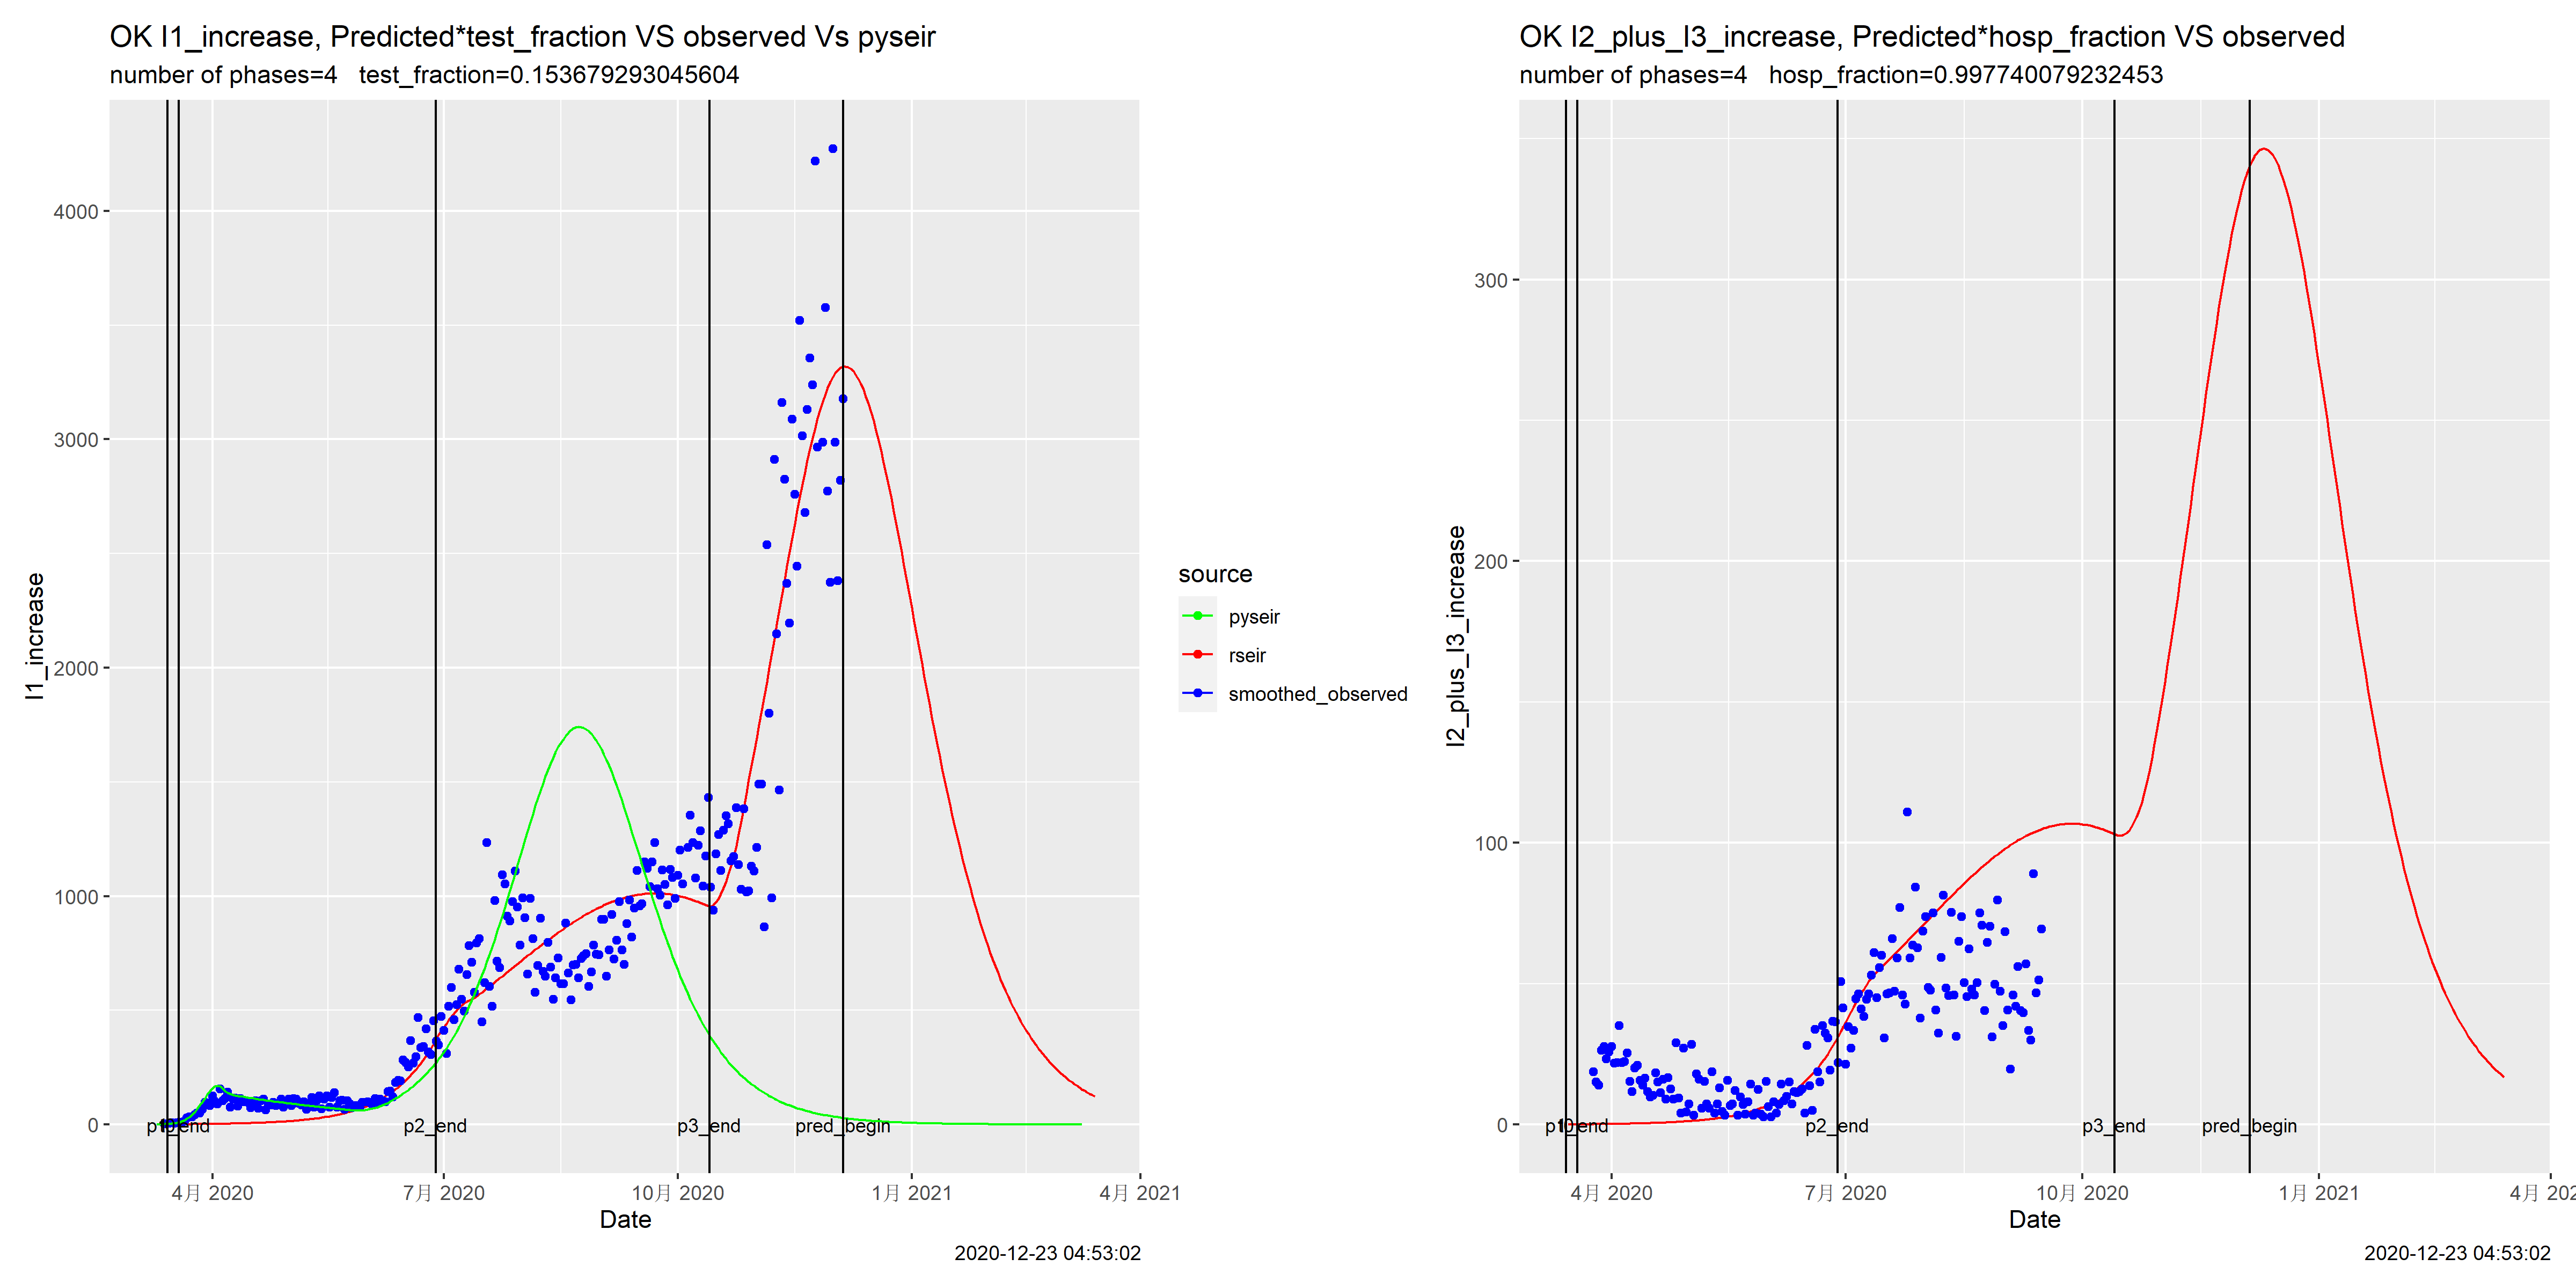 OK I1_increase, Predicted*test_fraction VS observed Vs pyseir
number of phases=4 test_fraction=0.153679293045604
I1_increase
4000
3000
2000
1000
0
p2_end
p3_end
pred_begin
4月 2020
7月 2020
10月 2020
1月 2021
4月 2021
Date
2020-12-23 04:53:02
source
pyseir
rseir
smoothed_observed
OK I2_plus_I3_increase, Predicted*hosp_fraction VS observed
number of phases=4 hosp_fraction=0.997740079232453
I2_plus_I3_increase
300
200
100
0
p2_end
p3_end
pred_begin
4月 2020
7月 2020
10月 2020
1月 2021
4月 202
Date
2020-12-23 04:53:02